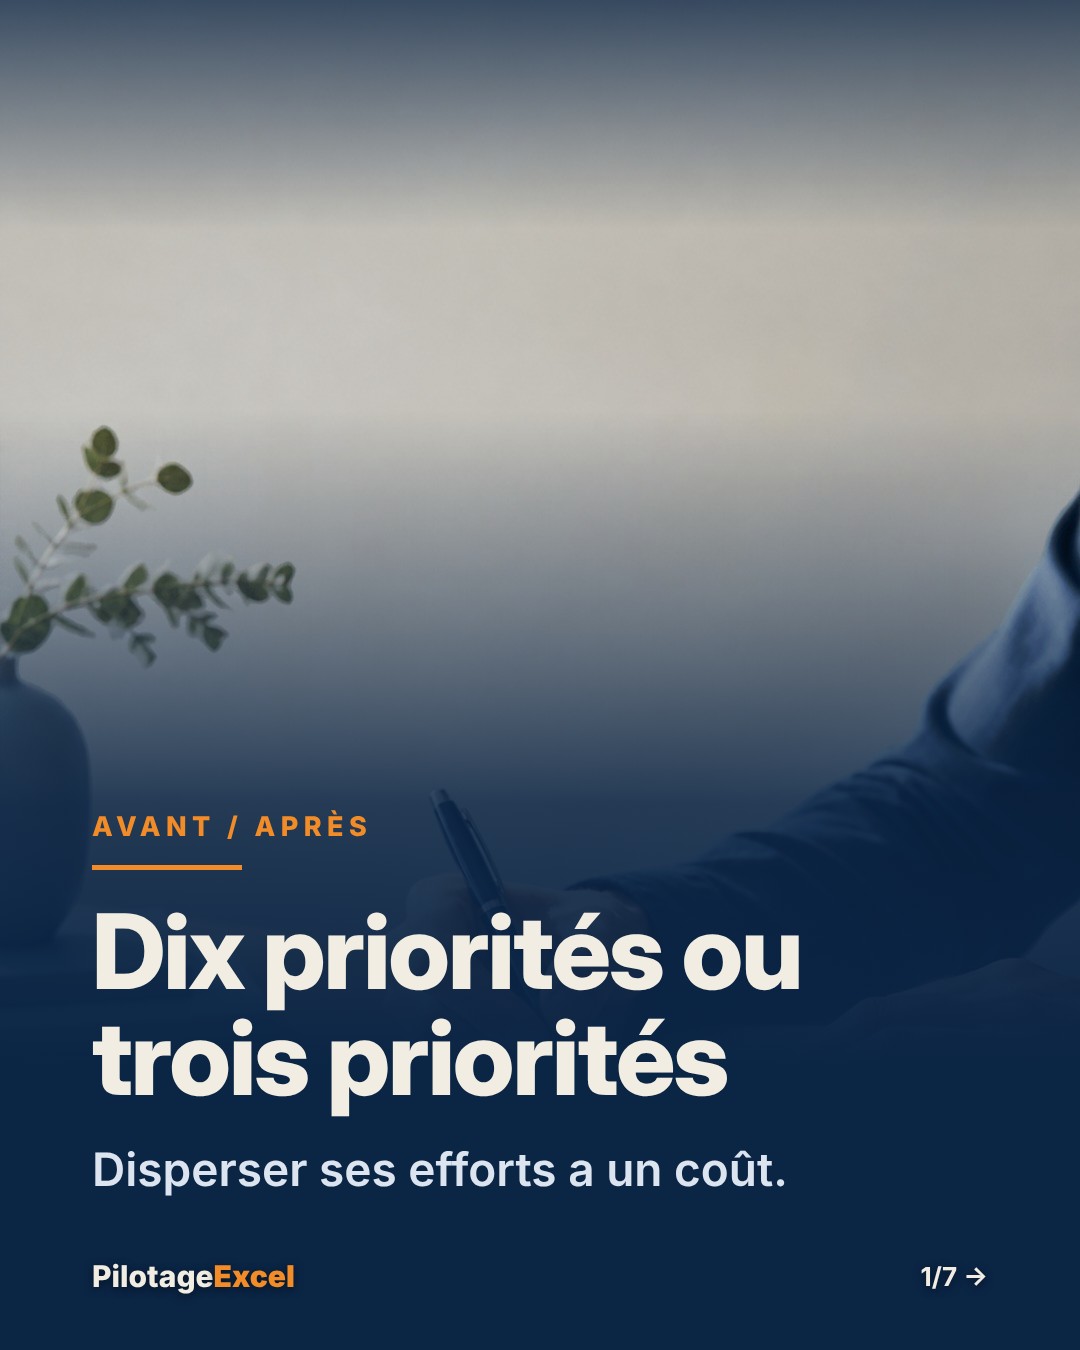 AVANT / APRÈS
Dix priorités ou
trois priorités
Disperser ses efforts a un coût.
PilotageExcel
1/7 →